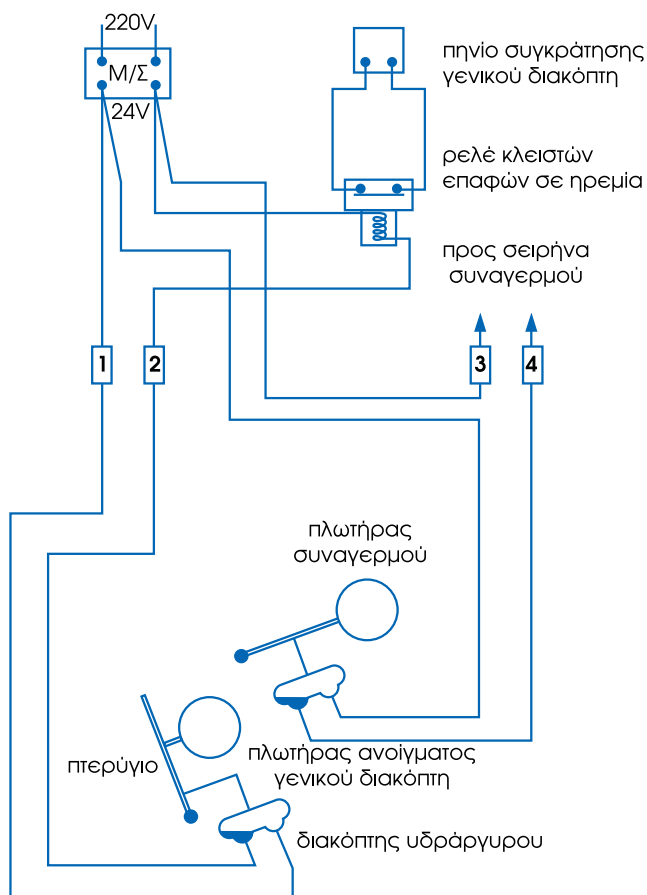 220V
Μ/Σ
24V
πηνίο συγκράτησης
γενικού διακόπτη
ρελέ κλειστών
επαφών σε ηρεμία
προς σειρήνα
συναγερμού
1
2
3
4
πλωτήρας
συναγερμού
πτερύγιο
πλωτήρας ανοίγματος
γενικού διακόπτη
διακόπτης υδράργυρου